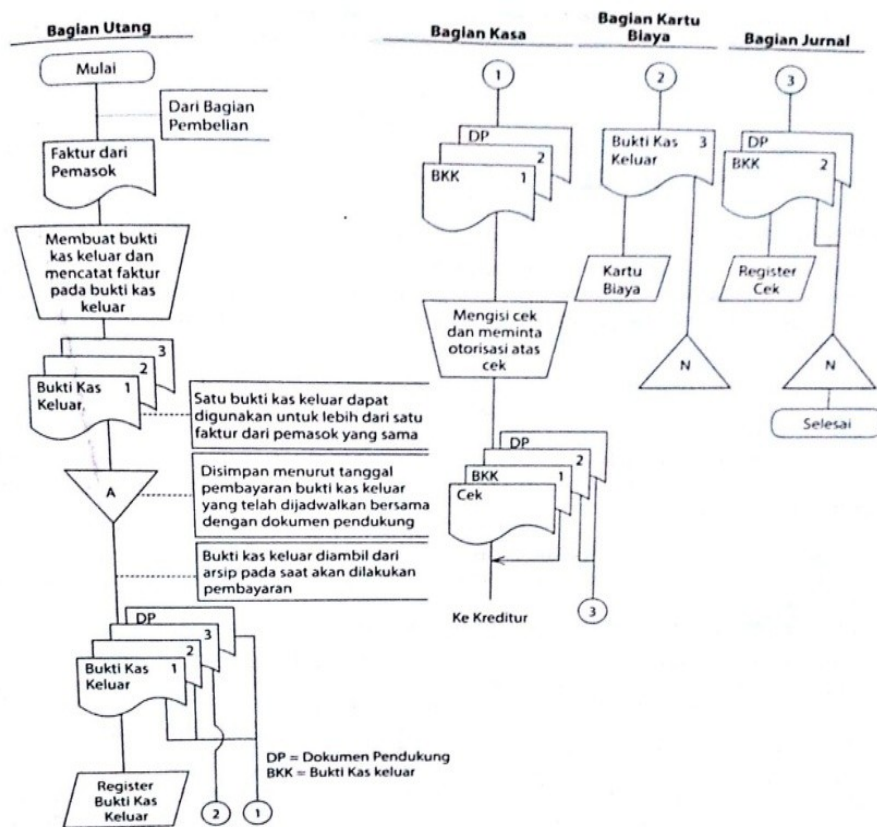 Bagian Utang
Mulai
Dari Bagian
Pembelian
Faktur dari
Pemasok
Membuat bukti
kas keluar dan
mencatat faktur
pada bukti kas
keluar
3
2
Bukti Kas 1
Keluar
Satu bukti kas keluar dapat
digunakan untuk lebih dari satu
faktur dari pemasok yang sama
A
Disimpan menurut tanggal
pembayaran bukti kas keluar
yang telah dijadwalkan bersama
dengan dokumen pendukung
Bukti kas keluar diambil dari
arsip pada saat akan dilakukan
pembayaran
DP
3
2
Bukti Kas 1
Keluar
Register
Bukti Kas
Keluar
2
1
DP = Dokumen Pendukung
BKK = Bukti Kas keluar
Bagian Kasa
1
DP
2
BKK 1
Mengisi cek
dan meminta
otorisasi atas
cek
DP
2
BKK 1
Cek
Ke Kreditur
3
Bagian Kartu
Biaya
2
Bukti Kas 3
Keluar
Kartu
Biaya
N
Bagian Jurnal
3
DP
BKK 2
Register
Cek
N
Selesai